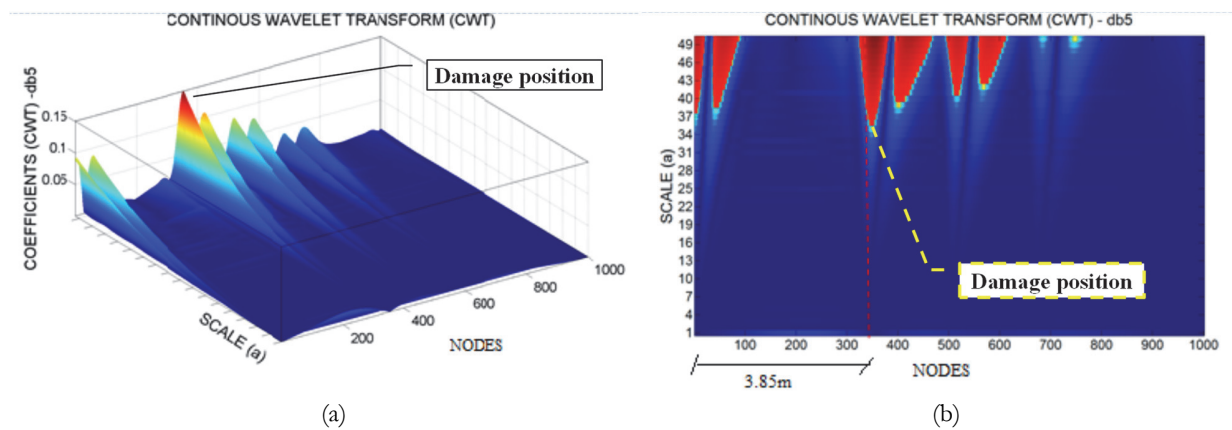 CONTINOUS WAVELET TRANSFORM (CWT)
Damage position
COEFFICIENTS (CWT) -db5
0.15
0.1
0.05
SCALE (a)
200
400
600
800
1000
NODES
(a)
CONTINOUS WAVELET TRANSFORM (CWT) - db5
SCALE (a)
49
46
43
40
37
34
31
28
25
22
19
16
13
10
7
4
1
Damage position
100 200 300 400 500 600 700 800 900 1000
NODES
3.85m
(b)